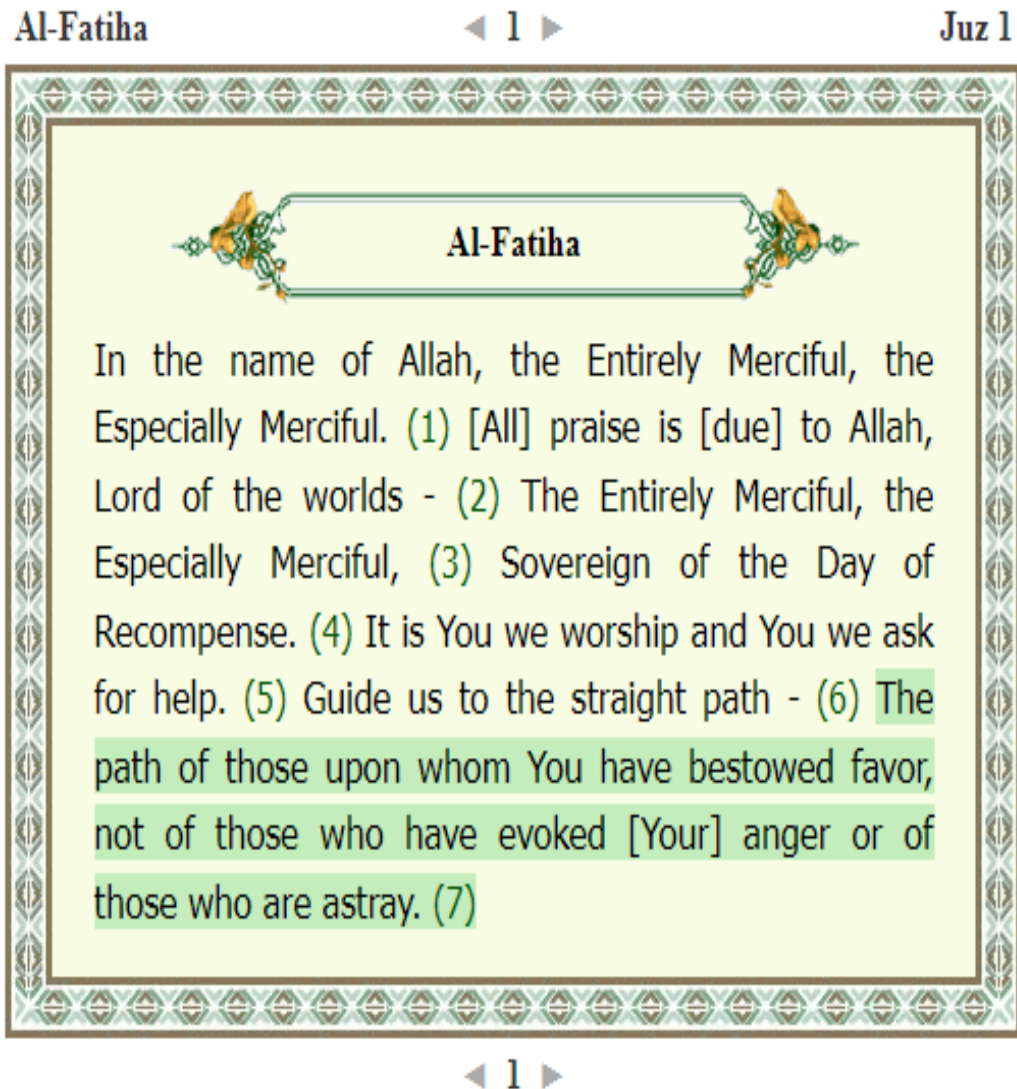 Al-Fatiha ◄ 1 ► Juz 1
Al-Fatiha
In the name of Allah, the Entirely Merciful, the
Especially Merciful. (1) [All] praise is [due] to Allah,
Lord of the worlds - (2) The Entirely Merciful, the
Especially Merciful, (3) Sovereign of the Day of
Recompense. (4) It is You we worship and You we ask
for help. (5) Guide us to the straight path - (6) The
path of those upon whom You have bestowed favor,
not of those who have evoked [Your] anger or of
those who are astray. (7)
◄ 1 ►